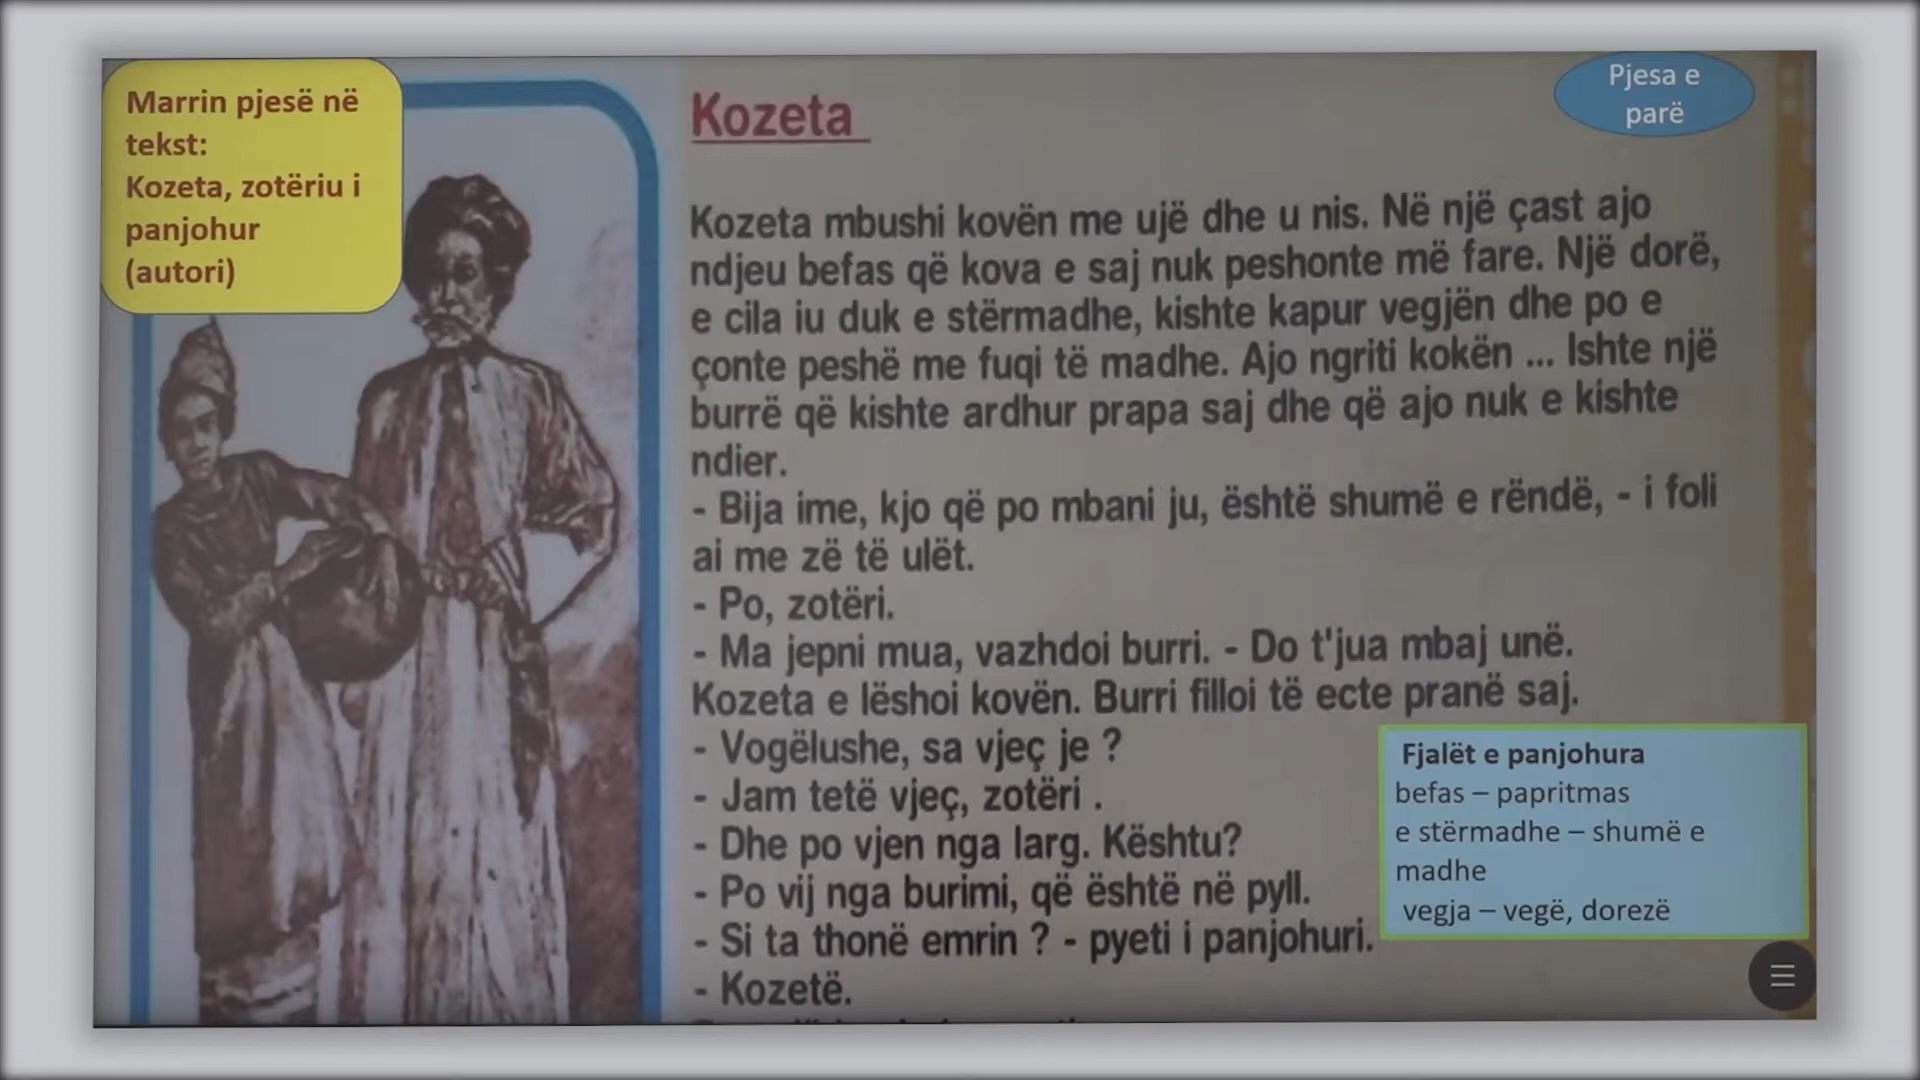 Marrin pjesë në
tekst:
Kozeta, zotëriu i
panjohur
(autori)
Kozeta
Pjesa e
parë
Kozeta mbushi kovën me ujë dhe u nis. Në një çast ajo
ndjeu befas që kova e saj nuk peshonte më fare. Një dorë,
e cila iu duk e stërmadhe, kishte kapur vegjën dhe po e
çonte peshë me fuqi të madhe. Ajo ngriti kokën ... Ishte një
burrë që kishte ardhur prapa saj dhe që ajo nuk e kishte
ndier.
- Bija ime, kjo që po mbani ju, është shumë e rëndë, - i foli
ai me zë të ulët.
- Po, zotëri.
- Ma jepni mua, vazhdoi burri. - Do t'jua mbaj unë.
Kozeta e lëshoi kovën. Burri filloi të ecte pranë saj.
- Vogëlushe, sa vjeç je ?
- Jam tetë vjeç, zotëri .
- Dhe po vjen nga larg. Kështu?
- Po vij nga burimi, që është në pyll.
- Si ta thonë emrin ? - pyeti i panjohuri.
- Kozetë.
Fjalët e panjohura
befas – papritmas
e stërmadhe – shumë e
madhe
vegja – vegë, dorezë